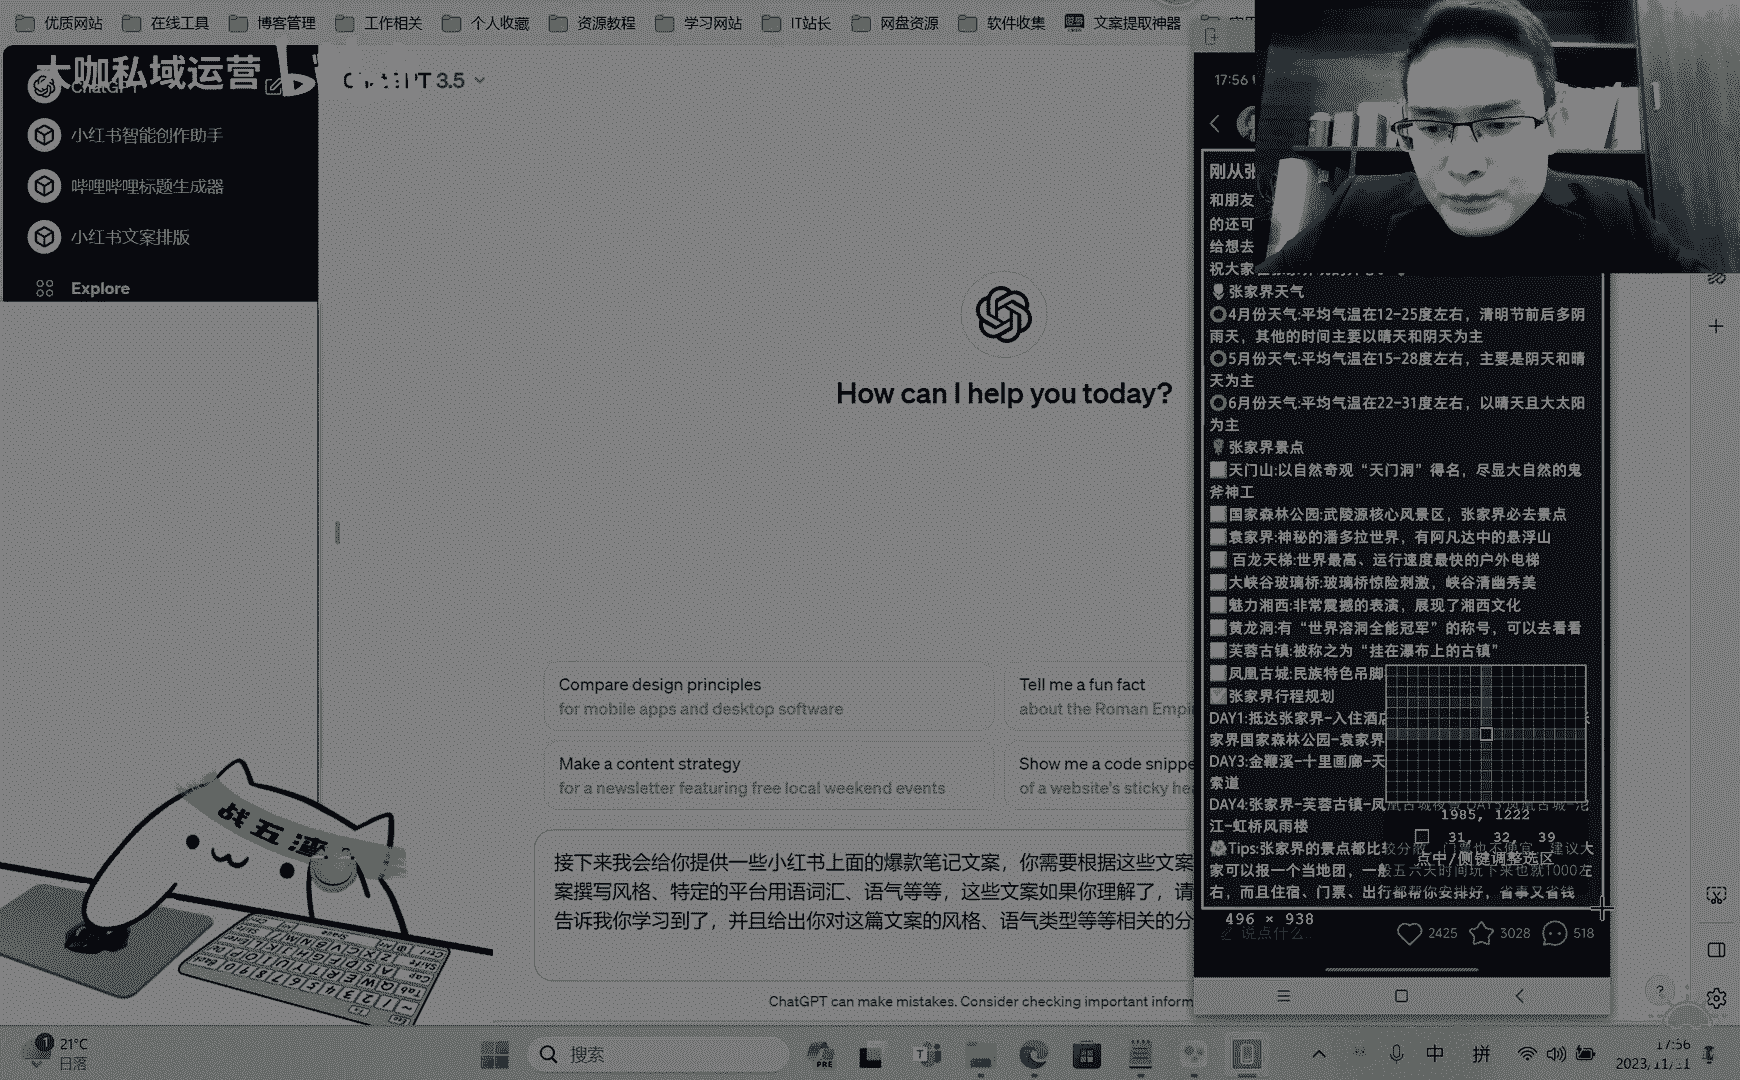 优质网站 在线工具 博客管理 工作相关 个人收藏 资源教程 学习网站 IT站长 网盘资源 软件收集 文案提取神器
大咖私域运营
ChatGPT
小红书智能创作助手
哔哩哔哩标题生成器
小红书文案排版
Explore
3.5
How can I help you today?
Compare design principles
for mobile apps and desktop software
Tell me a fun fact
about the Roman Empi
Make a content strategy
for a newsletter featuring free local weekend events
Show me a code snippe
of a website's sticky hea
接下来我会给你提供一些小红书上面的爆款笔记文案，你需要根据这些文案
案撰写风格、特定的平台用语词汇、语气等等，这些文案如果你理解了，请
告诉我你学习到了，并且给出你对这篇文案的风格、语气类型等等相关的分
ChatGPT can make mistakes. Consider checking important inform
17:56
刚从张
和朋友
的还可
给想去
祝大家
张家界天气
4月份天气:平均气温在12-25度左右，清明节前后多阴
雨天，其他的时间主要以晴天和阴天为主
5月份天气:平均气温在15-28度左右，主要是阴天和晴
天为主
6月份天气:平均气温在22-31度左右，以晴天且大太阳
为主
张家界景点
天门山:以自然奇观“天门洞”得名，尽显大自然的鬼
斧神工
国家森林公园:武陵源核心风景区，张家界必去景点
袁家界:神秘的潘多拉世界，有阿凡达中的悬浮山
百龙天梯:世界最高、运行速度最快的户外电梯
大峡谷玻璃桥:玻璃桥惊险刺激，峡谷清幽秀美
魅力湘西:非常震撼的表演，展现了湘西文化
黄龙洞:有“世界溶洞全能冠军”的称号，可以去看看
芙蓉古镇:被称之为“挂在瀑布上的古镇”
凤凰古城:民族特色吊脚
张家界行程规划
DAY1:抵达张家界-入住酒店
家界国家森林公园-袁家界
DAY3:金鞭溪-十里画廊-天
索道
DAY4:张家界-芙蓉古镇-凤凰古城夜景 DAY5:凤凰古城-沱
江-虹桥风雨楼
Tips:张家界的景点都比较分散，门票也不便宜，建议大
家可以报一个当地团，一般五六天时间玩下来也就1000左
右，而且住宿、门票、出行都帮你安排好，省事又省钱
1985, 1222
31, 32, 39
点中/侧键调整选区
496 × 938
说点什么..
2425 3028 518
战五渣
21°C
日落
搜索
中 拼
17:56